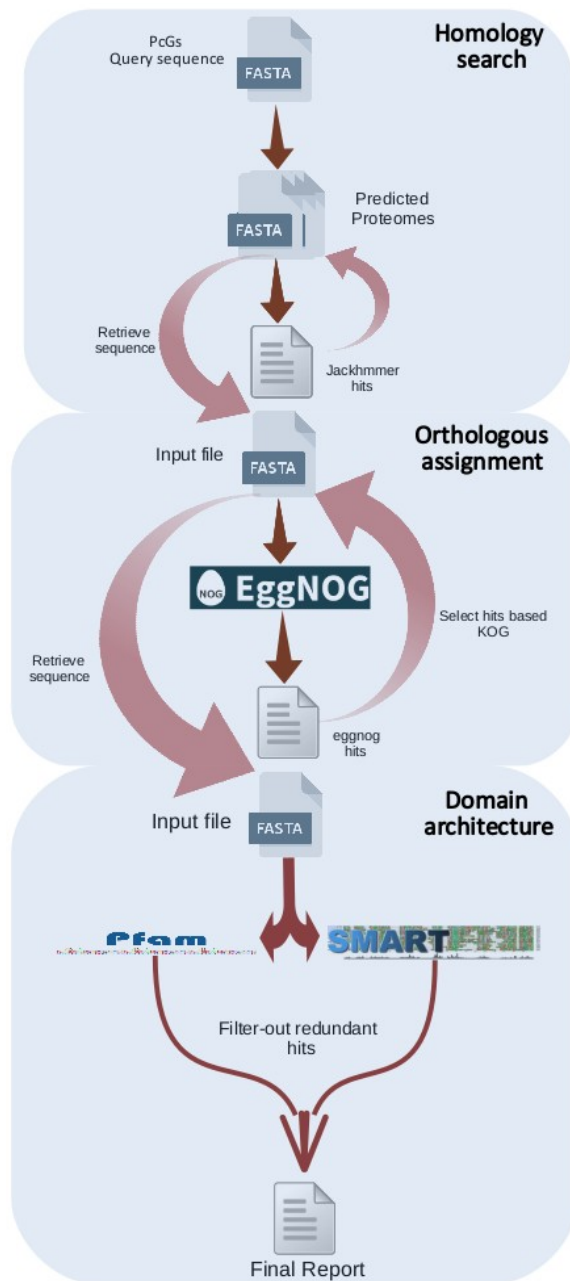 Homology
search
PcGs
Query sequence
FASTA
Predicted
Proteomes
FASTA
Retrieve
sequence
Jackhmmer
hits
Orthologous
assignment
Input file
FASTA
NOG EggNOG
Select hits based
KOG
Retrieve
sequence
eggnog
hits
Domain
architecture
Input file
FASTA
Pfam
SMART
Filter-out redundant
hits
Final Report